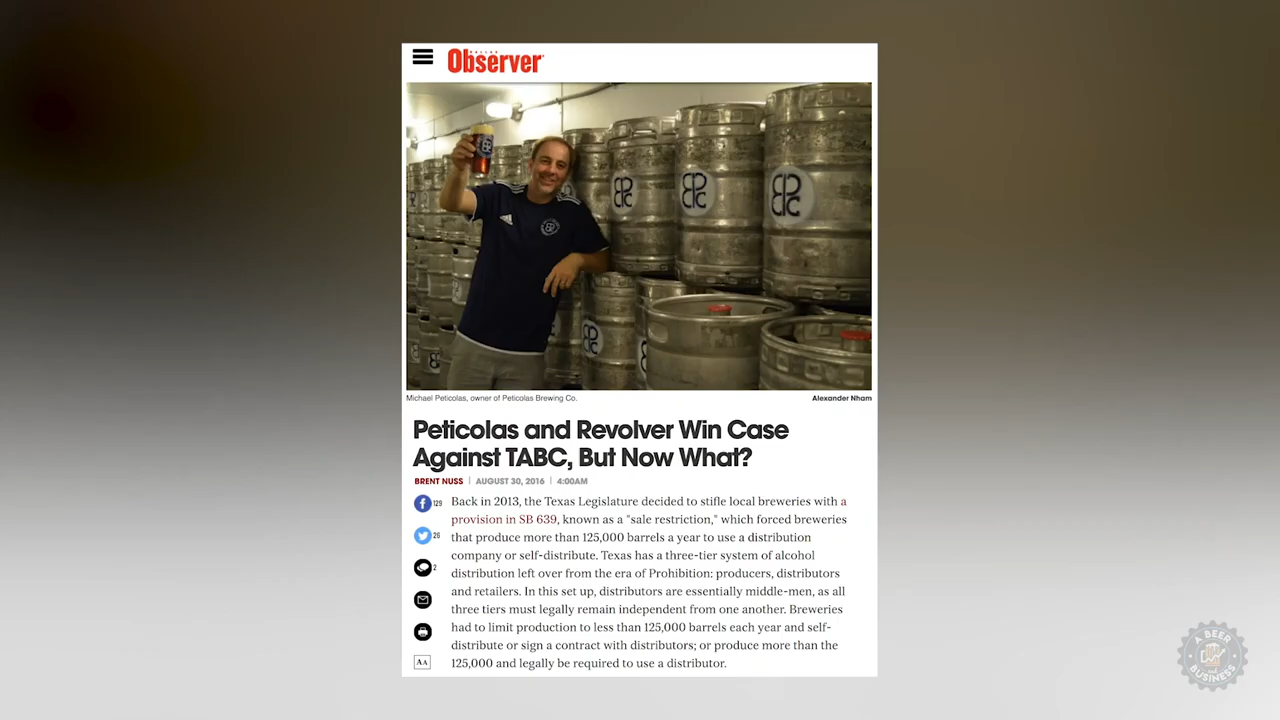 DALLAS
Observer
Michael Peticolas, owner of Peticolas Brewing Co.
Alexander Nham
Peticolas and Revolver Win Case
Against TABC, But Now What?
BRENT NUSS | AUGUST 30, 2016 | 4:00AM
129
26
2
AA
Back in 2013, the Texas Legislature decided to stifle local breweries with a
provision in SB 639, known as a "sale restriction," which forced breweries
that produce more than 125,000 barrels a year to use a distribution
company or self-distribute. Texas has a three-tier system of alcohol
distribution left over from the era of Prohibition: producers, distributors
and retailers. In this set up, distributors are essentially middle-men, as all
three tiers must legally remain independent from one another. Breweries
had to limit production to less than 125,000 barrels each year and self-
distribute or sign a contract with distributors; or produce more than the
125,000 and legally be required to use a distributor.
A BEER
BUSINESS